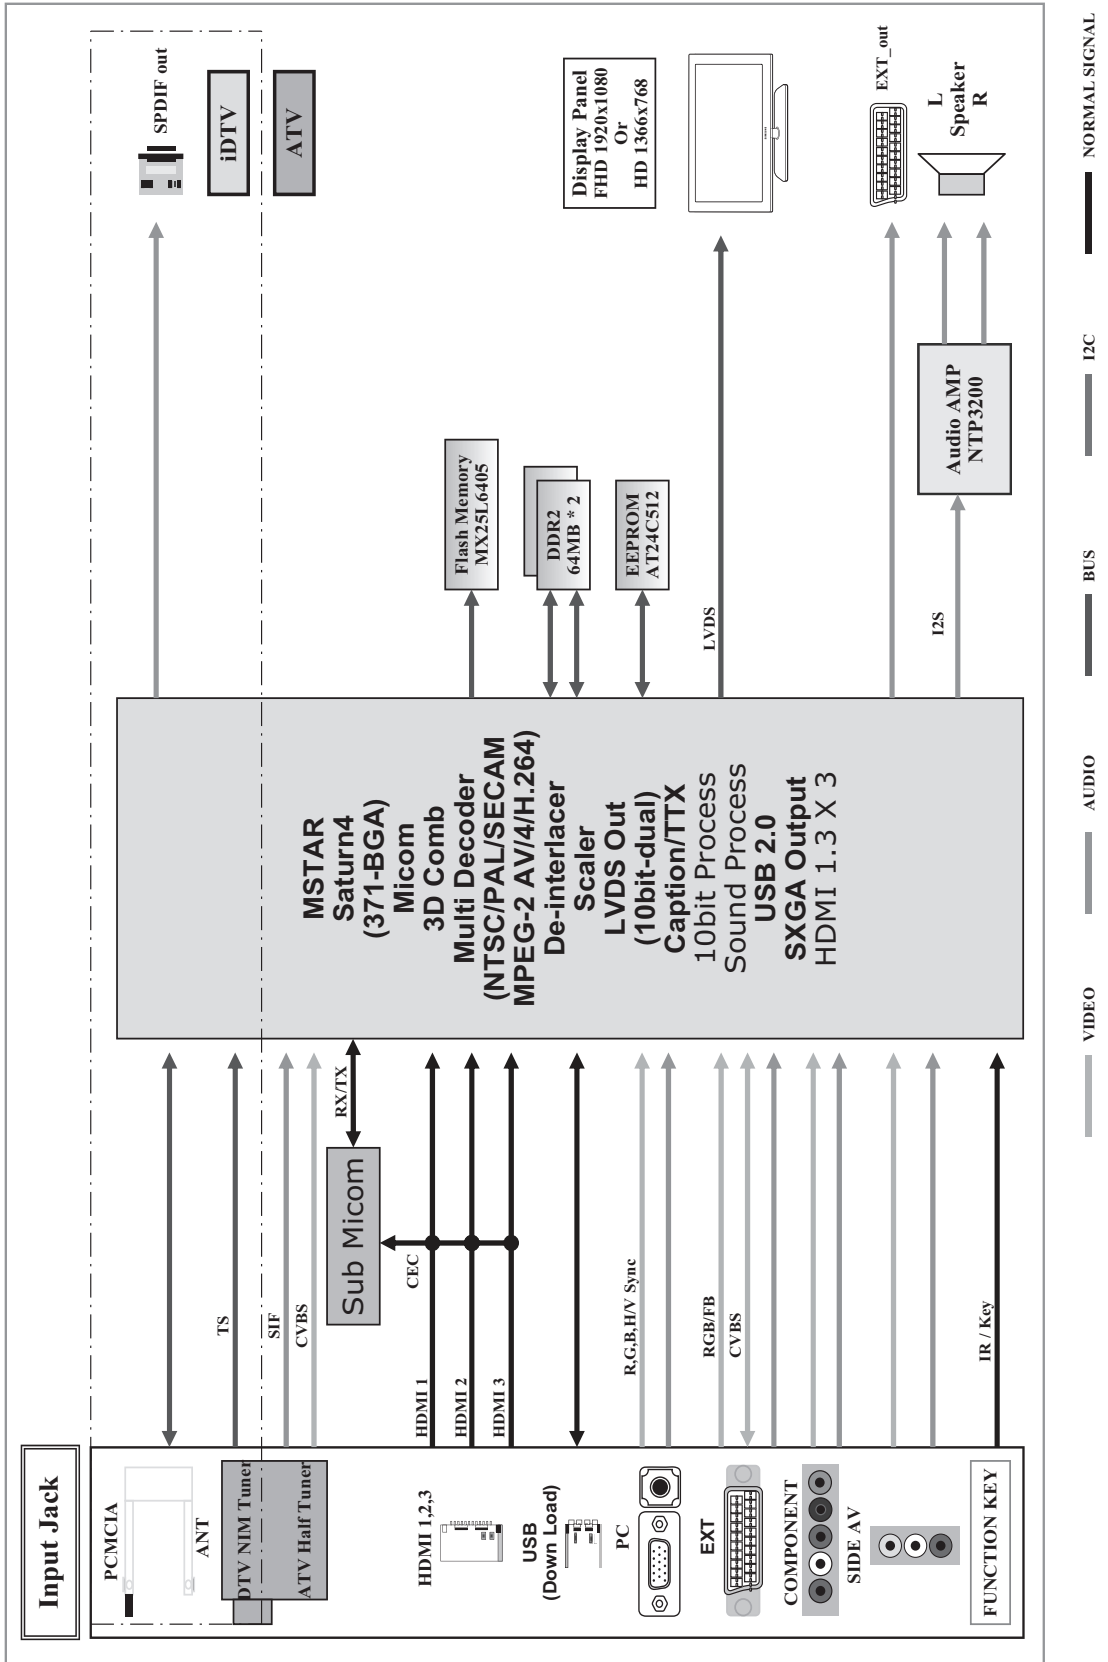 Input Jack
PCMCIA
ANT
DTV NIM Tuner
ATV Half Tuner
HDMI 1,2,3
USB
(Down Load)
PC
EXT
COMPONENT
SIDE AV
FUNCTION KEY
TS
SIF
CVBS
HDMI 1
HDMI 2
HDMI 3
CEC
Sub Micom
RX/TX
R,G,B,H/V Sync
RGB/FB
CVBS
IR / Key
MSTAR
Saturn4
(371-BGA)
Micom
3D Comb
Multi Decoder
(NTSC/PAL/SECAM
MPEG-2 AV/4/H.264)
De-interlacer
Scaler
LVDS Out
(10bit-dual)
Caption/TTX
10bit Process
Sound Process
USB 2.0
SXGA Output
HDMI 1.3 X 3
Flash Memory
MX25L6405
DDR2
64MB * 2
EEPROM
AT24C512
LVDS
I2S
Audio AMP
NTP3200
SPDIF out
iDTV
ATV
Display Panel
FHD 1920x1080
Or
HD 1366x768
EXT_out
L
Speaker
R
VIDEO
AUDIO
BUS
I2C
NORMAL SIGNAL